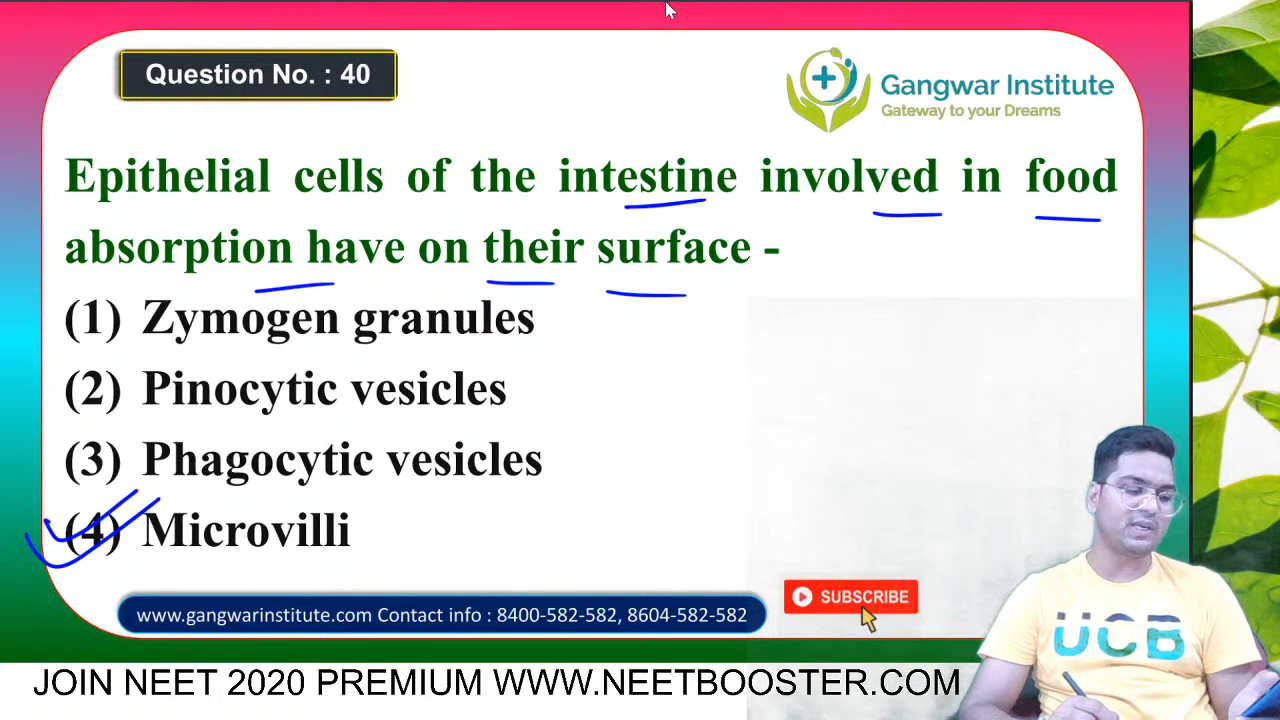 Question No. : 40
Gangwar Institute
Gateway to your Dreams
Epithelial cells of the intestine involved in food
absorption have on their surface -
(1) Zymogen granules
(2) Pinocytic vesicles
(3) Phagocytic vesicles
(4) Microvilli
www.gangwarinstitute.com Contact info : 8400-582-582, 8604-582-582
SUBSCRIBE
UCB
JOIN NEET 2020 PREMIUM WWW.NEETBOOSTER.COM